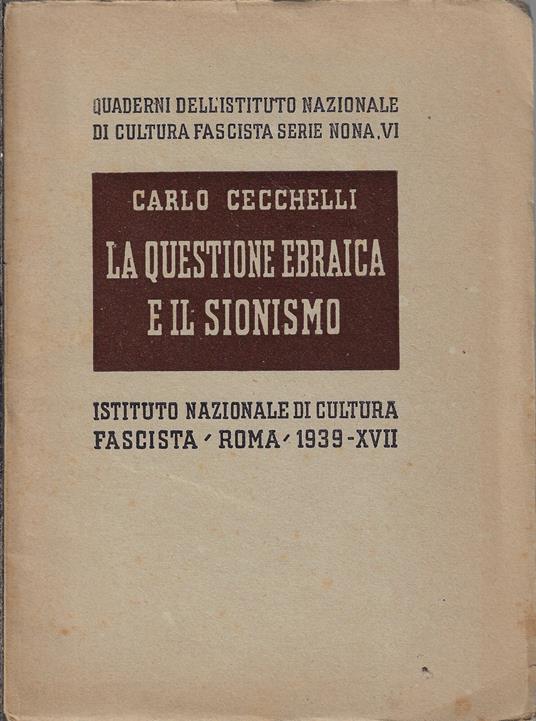 QUADERNI DELL'ISTITUTO NAZIONALE
DI CULTURA FASCISTA SERIE NONA, VI
CARLO CECCHELLI
LA QUESTIONE EBRAICA
E IL SIONISMO
ISTITUTO NAZIONALE DI CULTURA
FASCISTA - ROMA - 1939-XVII